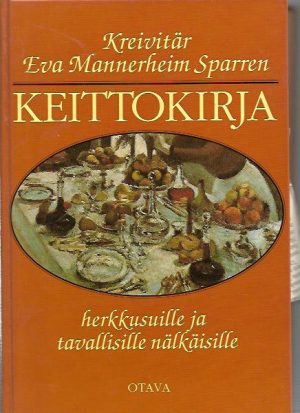 Kreivitär
Eva Mannerheim Sparren
KEITTOKIRJA
herkkusuille ja
tavallisille nälkäisille
OTAVA